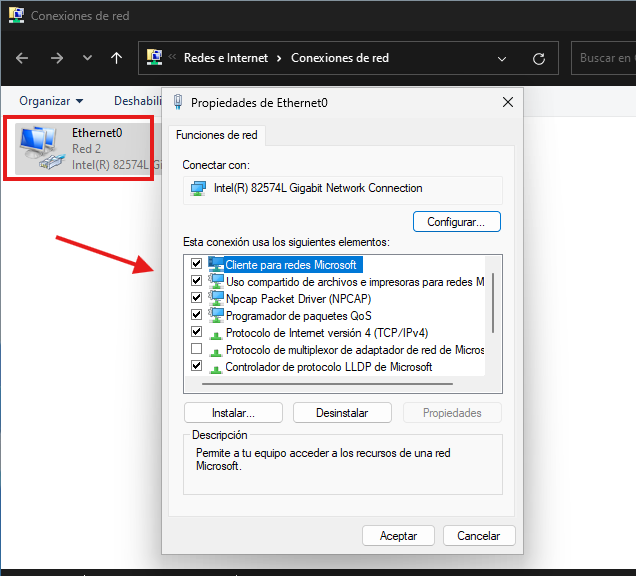 Conexiones de red
Redes e Internet > Conexiones de red
Buscar en
Organizar
Deshabili
Ethernet0
Red 2
Intel(R) 82574L Gi
Propiedades de Ethernet0
Funciones de red
Conectar con:
Intel(R) 82574L Gigabit Network Connection
Configurar...
Esta conexión usa los siguientes elementos:
Cliente para redes Microsoft
Uso compartido de archivos e impresoras para redes M
Npcap Packet Driver (NPCAP)
Programador de paquetes QoS
Protocolo de Internet versión 4 (TCP/IPv4)
Protocolo de multiplexor de adaptador de red de Micros
Controlador de protocolo LLDP de Microsoft
Instalar...
Desinstalar
Propiedades
Descripción
Permite a tu equipo acceder a los recursos de una red
Microsoft.
Aceptar
Cancelar